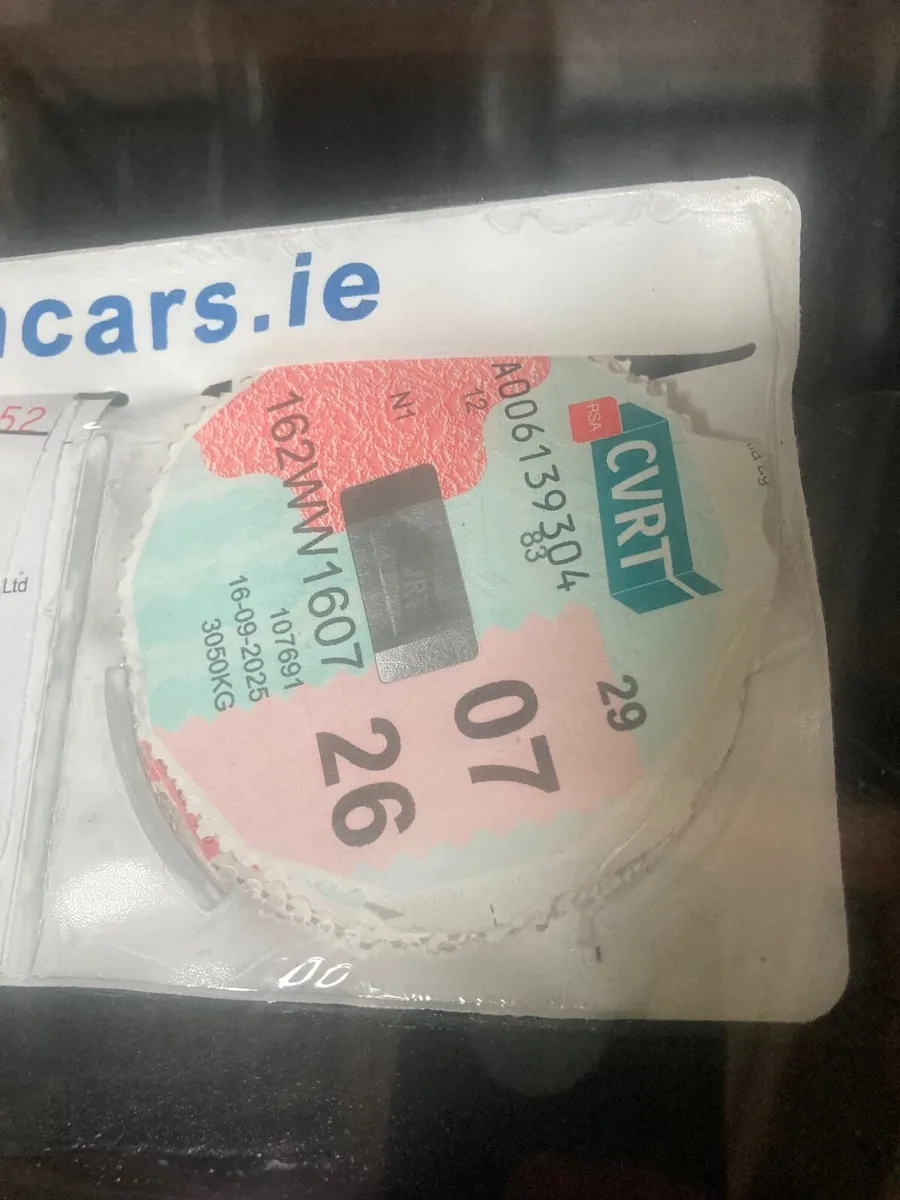 cars.ie
52
Ltd
RSA
CVRT
A006139304
83
29
12
N1
07
162WW1607
26
107691
16-09-2025
3050KG